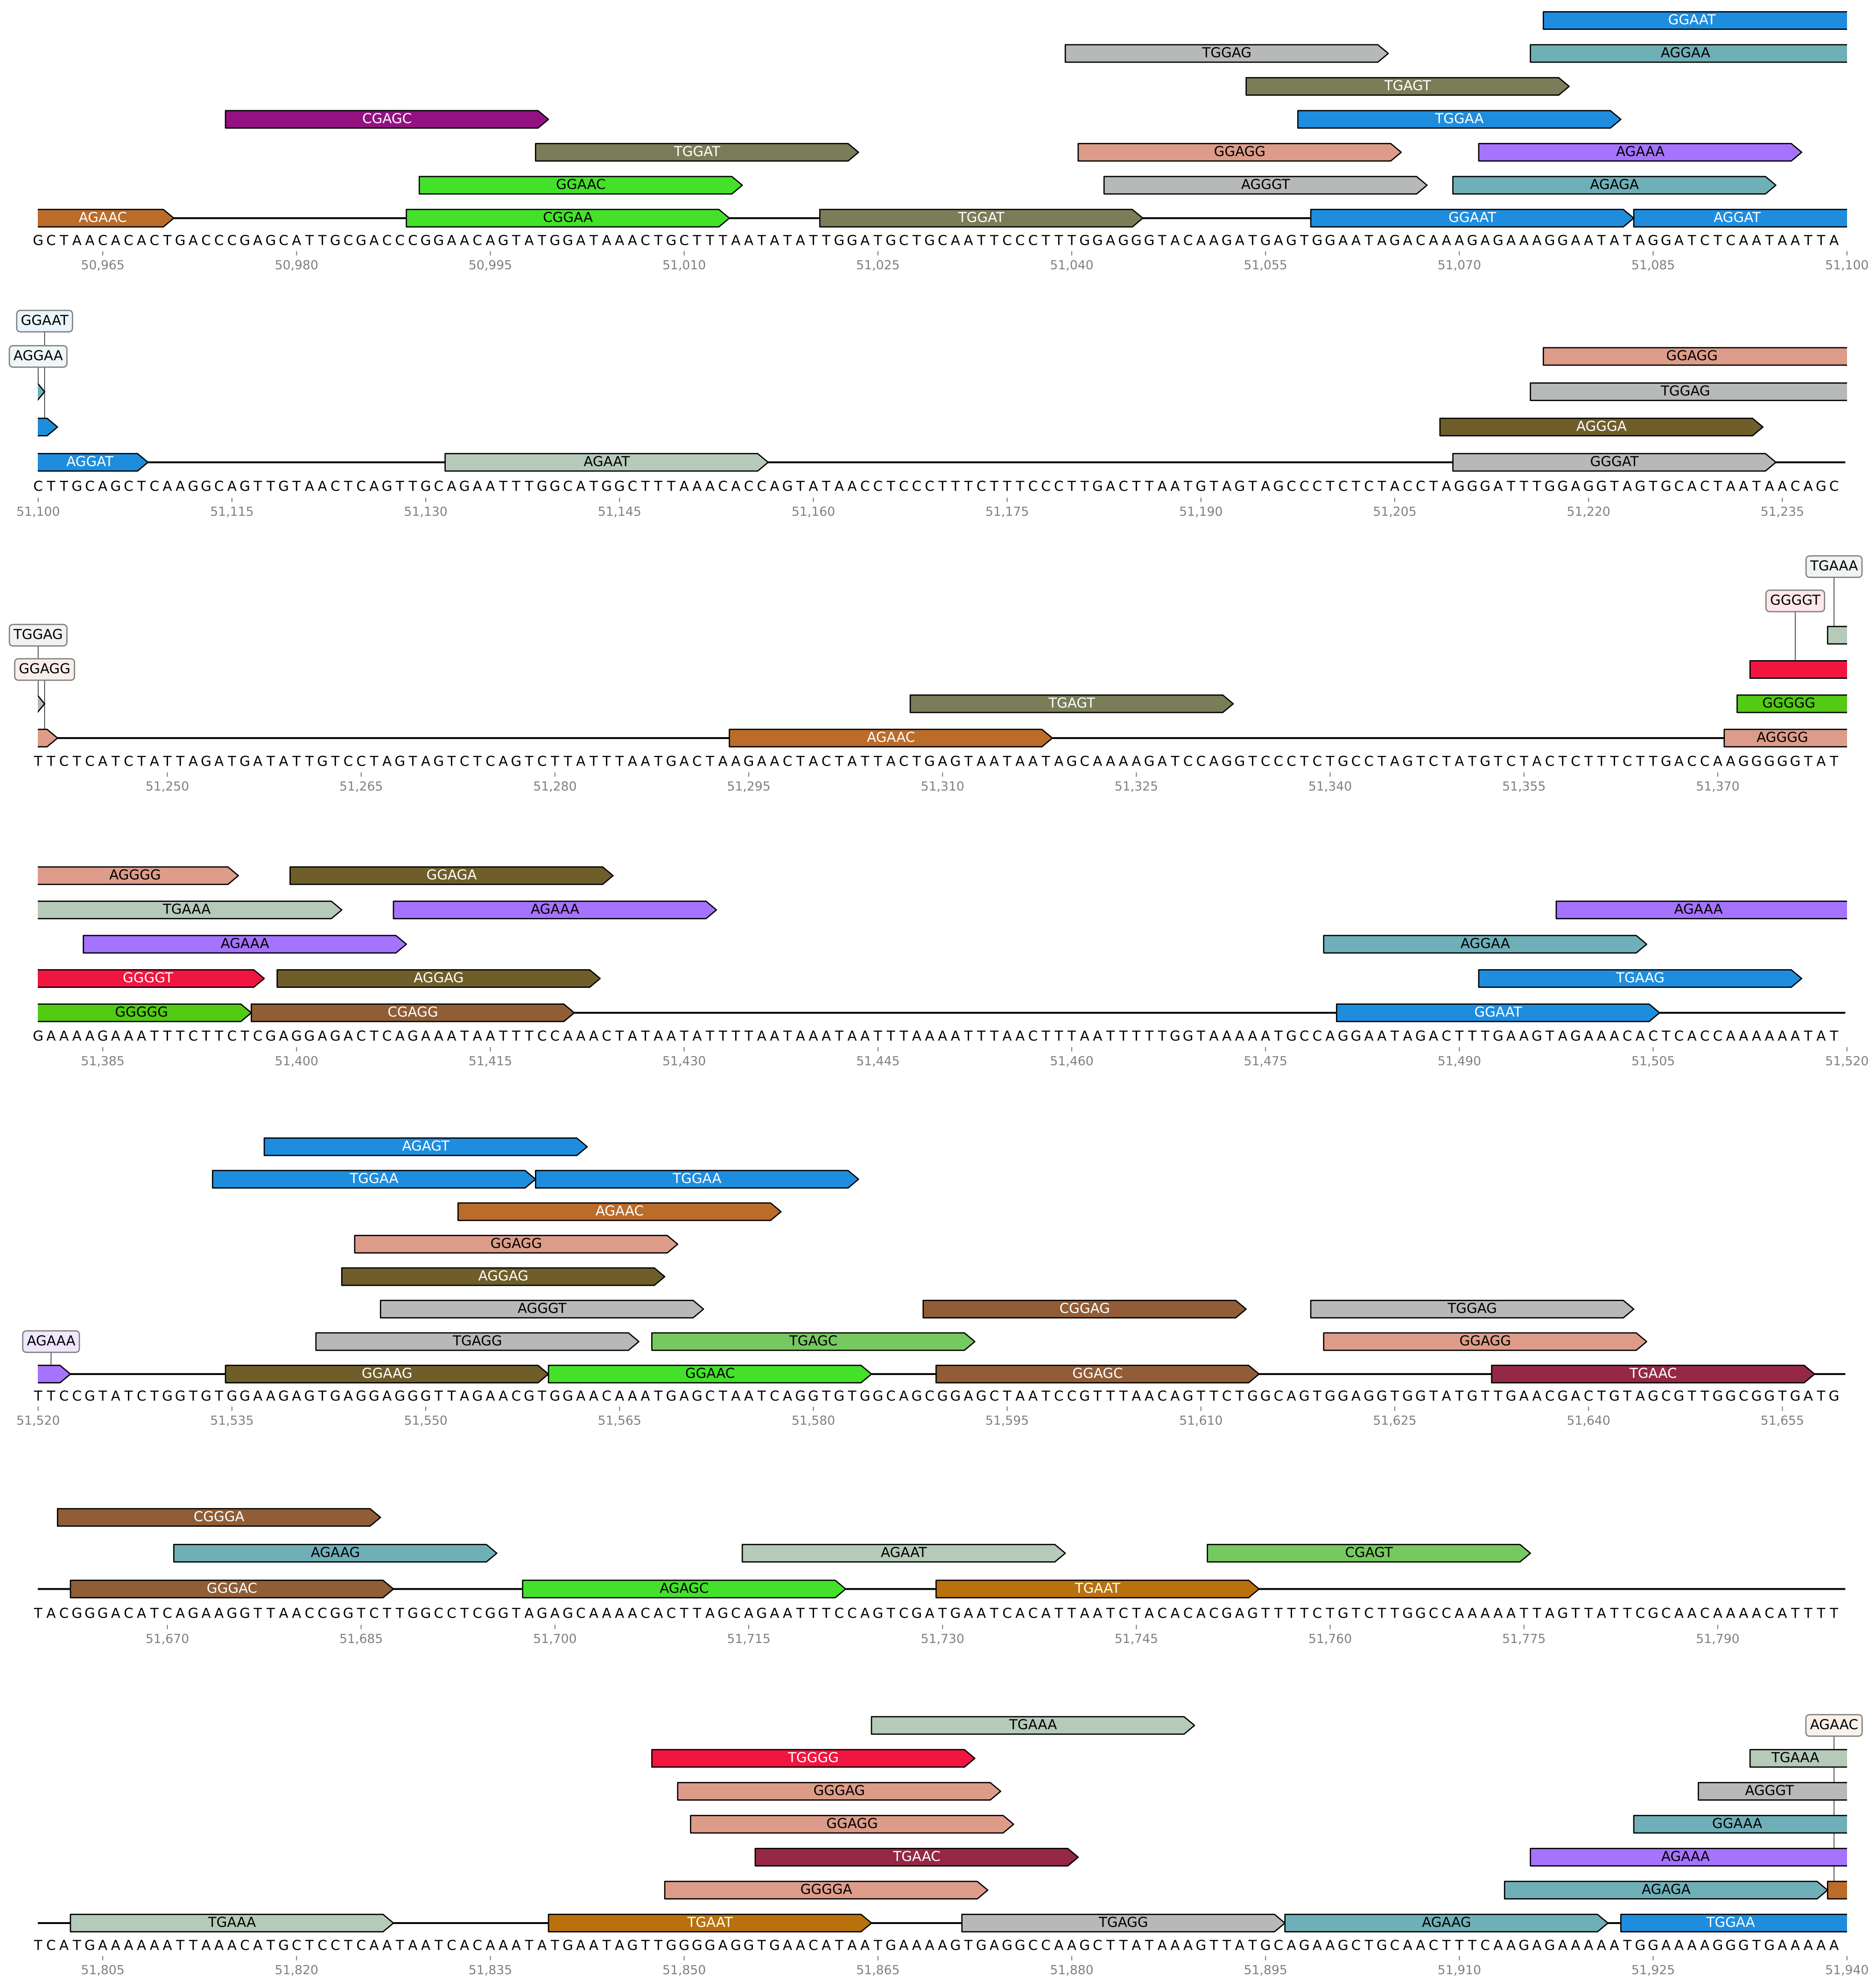 GGAAT
TGGAG AGGAA
TGAGT
CGAGC TGGAA
TGGAT GGAGG AGAAA
GGAAC AGGGT AGAGA
AGAAC CGGAA TGGAT GGAAT AGGAT
GCTAACACACTGACCCGAGCATTGCGACCCGGAACAGTATGGATAAACTGCTTTAATATATTGGATGCTGCAATTCCCTTTGGAGGGTACAAGATGAGTGGAATAGACAAAGAGAAAGGAATATAGGATCTCAATAATTA
50,965 50,980 50,995 51,010 51,025 51,040 51,055 51,070 51,085 51,100
GGAAT
AGGAA GGAGG
TGGAG
AGGGA
AGGAT AGAAT GGGAT
CTTGCAGCTCAAGGCAGTTGTAACTCAGTTGCAGAATTTGGCATGGCTTTAAACACCAGTATAACCTCCCTTTCTTTCCCTTGACTTAATGTAGTAGCCCTCTCTACCTAGGGATTTGGAGGTAGTGCACTAATAACAGC
51,100 51,115 51,130 51,145 51,160 51,175 51,190 51,205 51,220 51,235
TGAAA
GGGGT
TGGAG
GGAGG
TGAGT GGGGG
AGAAC AGGGG
TTCTCATCTATTAGATGATATTGTCCTAGTAGTCTCAGTCTTATTTAATGACTAAGAACTACTATTACTGAGTAATAATAGCAAAAGATCCAGGTCCCTCTGCCTAGTCTATGTCTACTCTTTCTTGACCAAGGGGGTAT
51,250 51,265 51,280 51,295 51,310 51,325 51,340 51,355 51,370
AGGGG GGAGA
TGAAA AGAAA AGAAA
AGAAA AGGAA
GGGGT AGGAG TGAAG
GGGGG CGAGG GGAAT
GAAAAGAAATTTCTTCTCGAGGAGACTCAGAAATAATTTCCAAACTATAATATTTTAATAAATAATTTAAAATTTAACTTTAATTTTTGGTAAAAATGCCAGGAATAGACTTTGAAGTAGAAACACTCACCAAAAAATAT
51,385 51,400 51,415 51,430 51,445 51,460 51,475 51,490 51,505 51,520
AGAGT
TGGAA TGGAA
AGAAC
GGAGG
AGGAG
AGGGT CGGAG TGGAG
AGAAA TGAGG TGAGC GGAGG
GGAAG GGAAC GGAGC TGAAC
TTCCGTATCTGGTGTGGAAGAGTGAGGAGGGTTAGAACGTGGAACAAATGAGCTAATCAGGTGTGGCAGCGGAGCTAATCCGTTTAACAGTTCTGGCAGTGGAGGTGGTATGTTGAACGACTGTAGCGTTGGCGGTGATG
51,520 51,535 51,550 51,565 51,580 51,595 51,610 51,625 51,640 51,655
CGGGA
AGAAG AGAAT CGAGT
GGGAC AGAGC TGAAT
TACGGGACATCAGAAGGTTAACCGGTCTTGGCCTCGGTAGAGCAAAACACTTAGCAGAATTTCCAGTCGATGAATCACATTAATCTACACACGAGTTTTCTGTCTTGGCCAAAAATTAGTTATTCGCAACAAAACATTTT
51,670 51,685 51,700 51,715 51,730 51,745 51,760 51,775 51,790
TGAAA AGAAC
TGGGG TGAAA
GGGAG AGGGT
GGAGG GGAAA
TGAAC AGAAA
GGGGA AGAGA
TGAAA TGAAT TGAGG AGAAG TGGAA
TCATGAAAAAATTAAACATGCTCCTCAATAATCACAAATATGAATAGTTGGGGAGGTGAACATAATGAAAAGTGAGGCCAAGCTTATAAAGTTATGCAGAAGCTGCAACTTTCAAGAGAAAAATGGAAAAGGGTGAAAAA
51,805 51,820 51,835 51,850 51,865 51,880 51,895 51,910 51,925 51,940